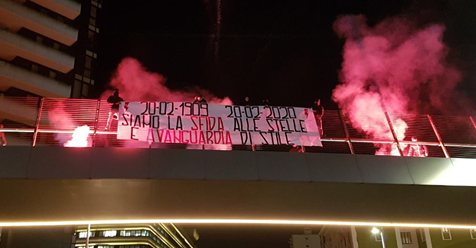 20-02-1909 20-02-2020
SIAMO LA SFIDA ALLE STELLE
E AVANGUARDIA DI STILE